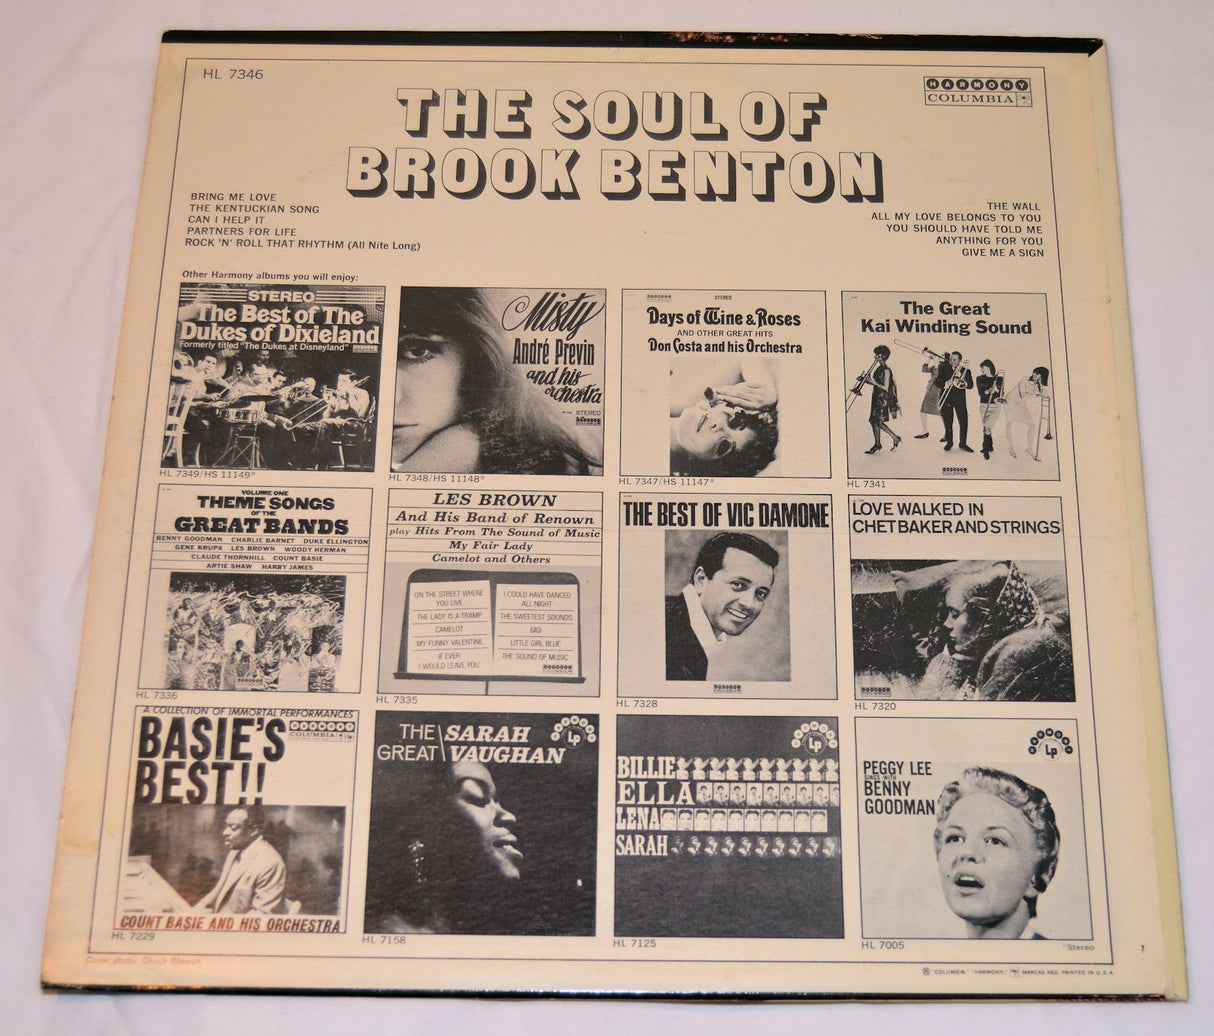 HL 7346
HARMONY
COLUMBIA
THE SOUL OF
BROOK BENTON
BRING ME LOVE
THE KENTUCKIAN SONG
CAN I HELP IT
PARTNERS FOR LIFE
ROCK 'N' ROLL THAT RHYTHM (All Nite Long)
THE WALL
ALL MY LOVE BELONGS TO YOU
YOU SHOULD HAVE TOLD ME
ANYTHING FOR YOU
GIVE ME A SIGN
Other Harmony albums you will enjoy:
STEREO
The Best of The
Dukes of Dixieland
Formerly titled "The Dukes at Disneyland"
HL 7349/HS 11149*
Misty
André Previn
and his
orchestra
STEREO
HL 7348/HS 11148*
STEREO
Days of Wine & Roses
AND OTHER GREAT HITS
Don Costa and his Orchestra
HL 7347/HS 11147*
The Great
Kai Winding Sound
HL 7341
VOLUME ONE
THEME SONGS
OF THE
GREAT BANDS
BENNY GOODMAN CHARLIE BARNET DUKE ELLINGTON
GENE KRUPA LES BROWN WOODY HERMAN
CLAUDE THORNHILL COUNT BASIE
ARTIE SHAW HARRY JAMES
HL 7336
LES BROWN
And His Band of Renown
play Hits From The Sound of Music
My Fair Lady
Camelot and Others
ON THE STREET WHERE
YOU LIVE
THE LADY IS A TRAMP
CAMELOT
MY FUNNY VALENTINE
IF EVER
I WOULD LEAVE YOU
I COULD HAVE DANCED
ALL NIGHT
THE SWEETEST SOUNDS
GIGI
LITTLE GIRL BLUE
THE SOUND OF MUSIC
HL 7335
THE BEST OF VIC DAMONE
HL 7328
LOVE WALKED IN
CHET BAKER AND STRINGS
HL 7320
A COLLECTION OF IMMORTAL PERFORMANCES
BASIE'S
BEST!!
HARMONY
COLUMBIA
COUNT BASIE AND HIS ORCHESTRA
HL 7229
THE GREAT
SARAH
VAUGHAN
HARMONY
Lp
HL 7158
HARMONY
Lp
BILLIE
ELLA
LENA
SARAH
HL 7125
HARMONY
Lp
PEGGY LEE
SINGS WITH
BENNY
GOODMAN
HL 7005
*Stereo
Cover photo: Chuck Stewart
® "COLUMBIA," "HARMONY," MARCAS REG. PRINTED IN U.S.A.